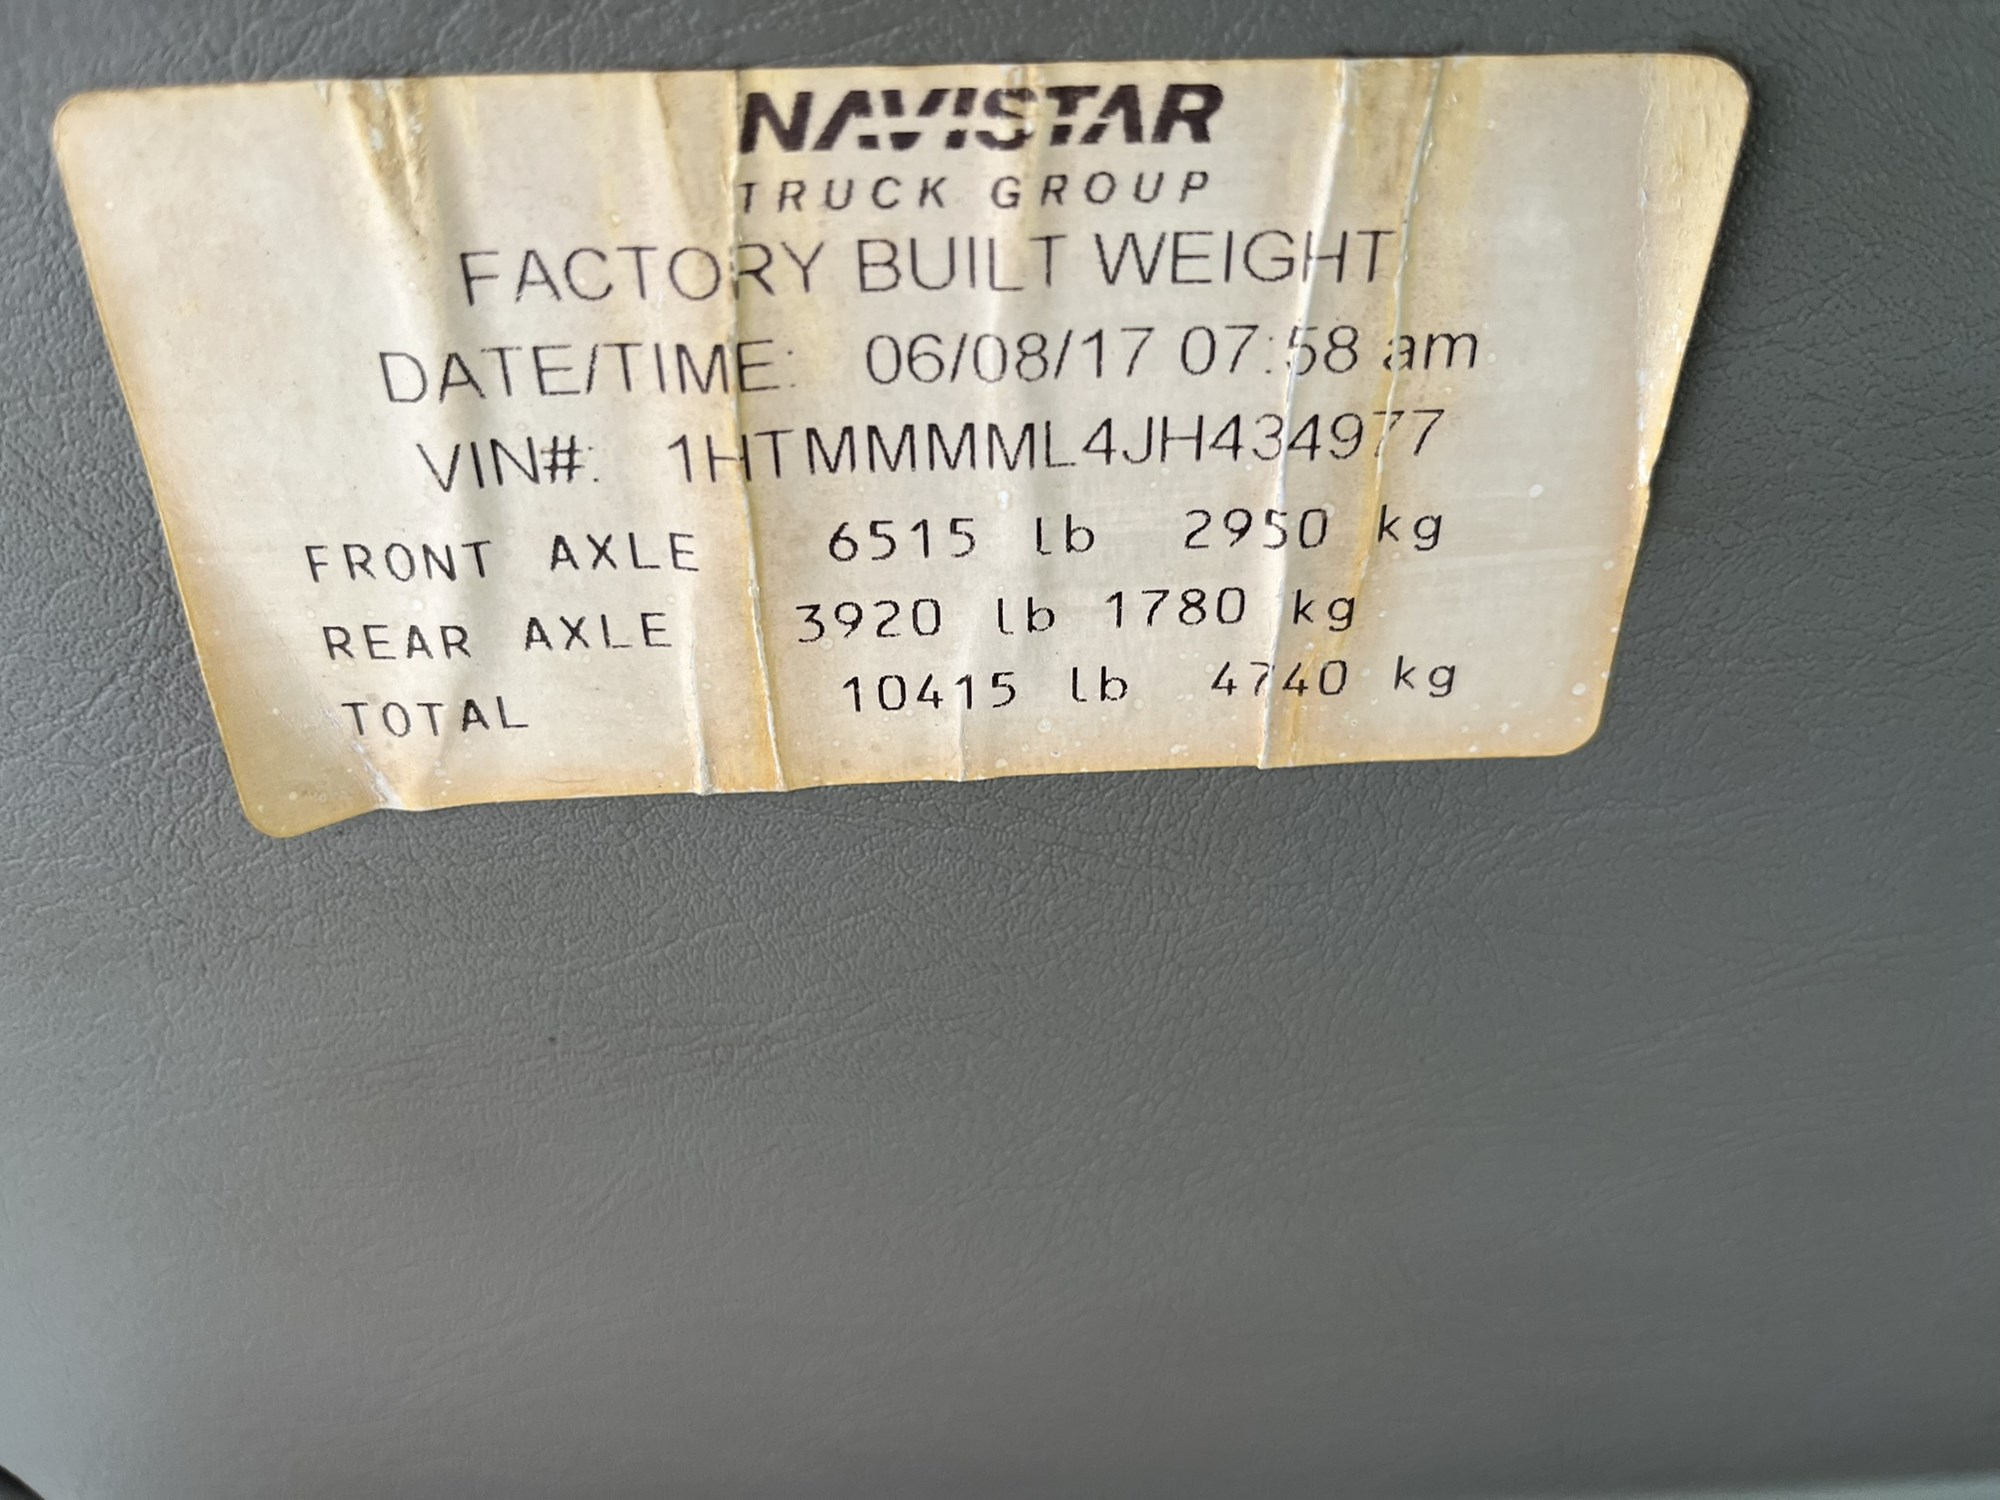 NAVISTAR
TRUCK GROUP
FACTORY BUILT WEIGHT
DATE/TIME: 06/08/17 07:58 am
VIN#: 1HTMMMML4JH434977
FRONT AXLE 6515 lb 2950 kg
REAR AXLE 3920 lb 1780 kg
TOTAL 10415 lb 4740 kg